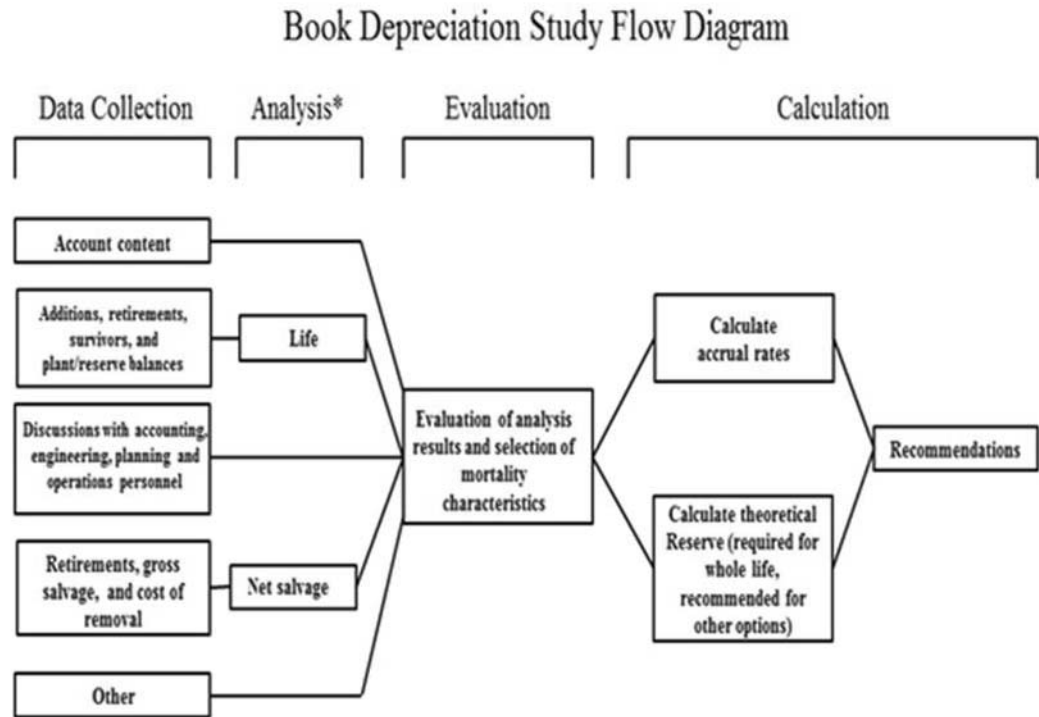 Book Depreciation Study Flow Diagram
Data Collection
Analysis*
Evaluation
Calculation
Account content
Additions, retirements,
survivors, and
plant/reserve balances
Life
Discussions with accounting,
engineering, planning and
operations personnel
Retirements, gross
salvage, and cost of
removal
Net salvage
Other
Evaluation of analysis
results and selection of
mortality
characteristics
Calculate
accrual rates
Calculate theoretical
Reserve (required for
whole life,
recommended for
other options)
Recommendations